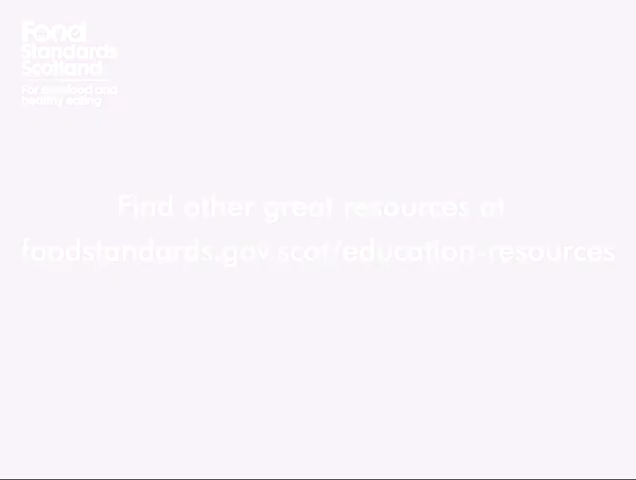 Food
Standards
Scotland
For safe food and
healthy eating
Find other great resources at
foodstandards.gov.scot/education-resources